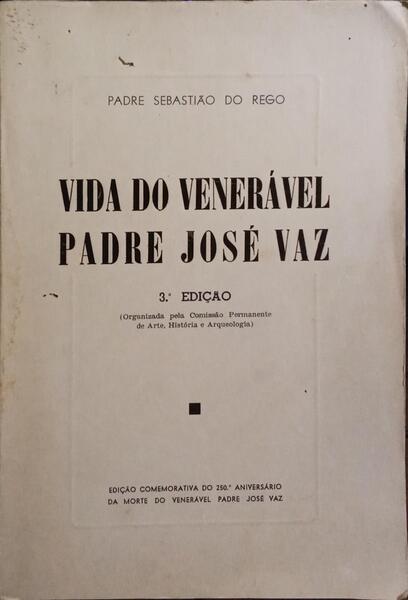 PADRE SEBASTIÃO DO REGO
VIDA DO VENERÁVEL
PADRE JOSÉ VAZ
3.ª EDIÇÃO
(Organizada pela Comissão Permanente
de Arte, História e Arqueologia)
EDIÇÃO COMEMORATIVA DO 250.º ANIVERSÁRIO
DA MORTE DO VENERÁVEL PADRE JOSÉ VAZ